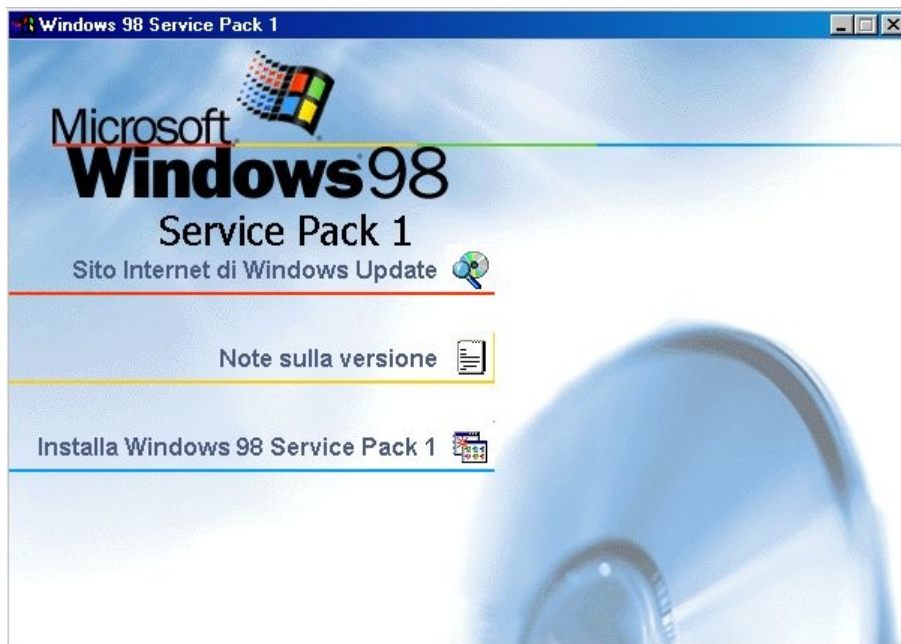 Windows 98 Service Pack 1
Microsoft
Windows98
Service Pack 1
Sito Internet di Windows Update
Note sulla versione
Installa Windows 98 Service Pack 1